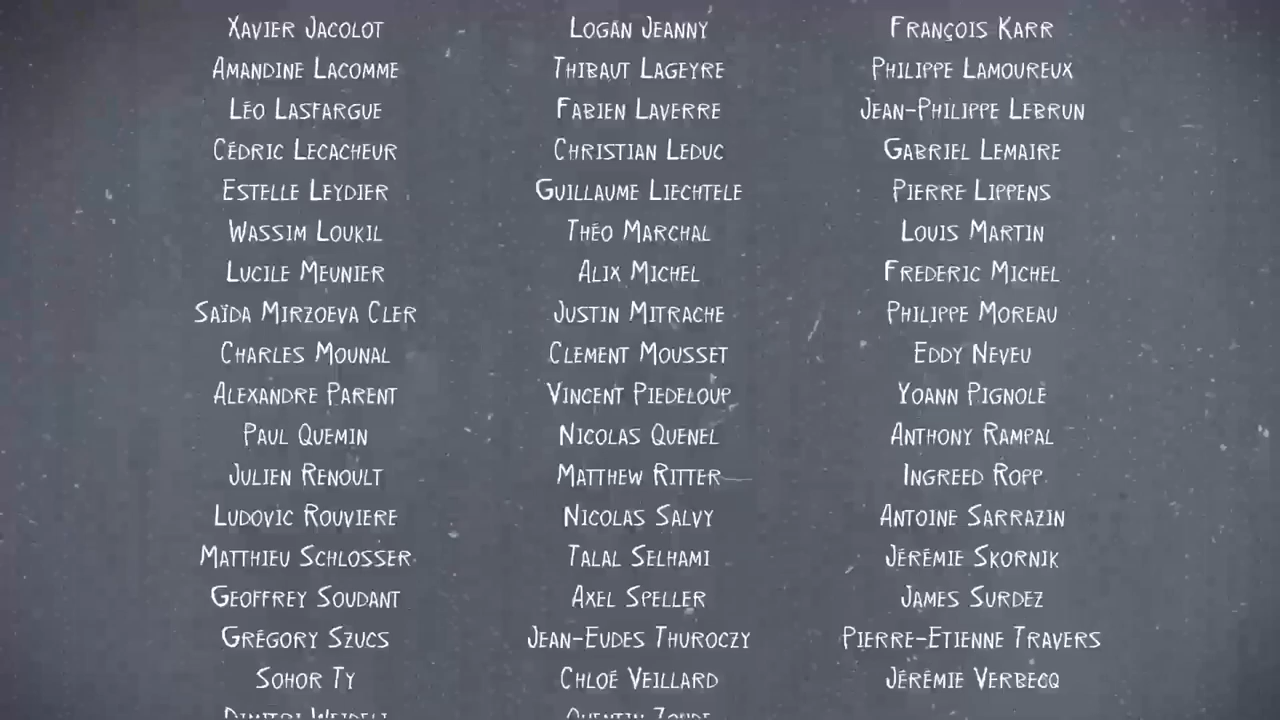 Xavier Jacolot Logan Jeanny François Karr
Amandine Lacomme Thibaut Lageyre Philippe Lamoureux
Léo Lasfargue Fabien Laverre Jean-Philippe Lebrun
Cédric Lecacheur Christian Leduc Gabriel Lemaire
Estelle Leydier Guillaume Liechtele Pierre Lippens
Wassim Loukil Théo Marchal Louis Martin
Lucile Meunier Alix Michel Frederic Michel
Saïda Mirzoeva Cler Justin Mitrache Philippe Moreau
Charles Mounal Clement Mousset Eddy Neveu
Alexandre Parent Vincent Piedeloup Yoann Pignole
Paul Quemin Nicolas Quenel Anthony Rampal
Julien Renoult Matthew Ritter Ingreed Ropp
Ludovic Rouviere Nicolas Salvy Antoine Sarrazin
Matthieu Schlosser Talal Selhami Jérémie Skornik
Geoffrey Soudant Axel Speller James Surdez
Grégory Szucs Jean-Eudes Thuroczy Pierre-Etienne Travers
Sohor Ty Chloé Veillard Jérémie Verbecq